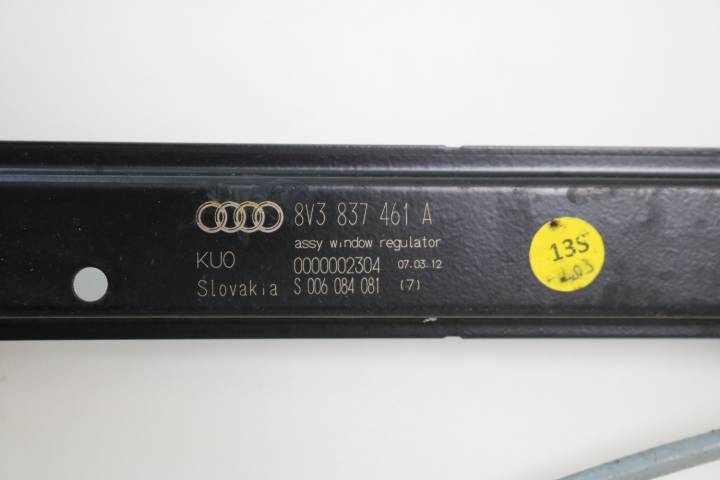 8V3 837 461 A
assy window regulator
KUO 0000002304 07.03.12
Slovakia S 006 084 081 (7)
13S